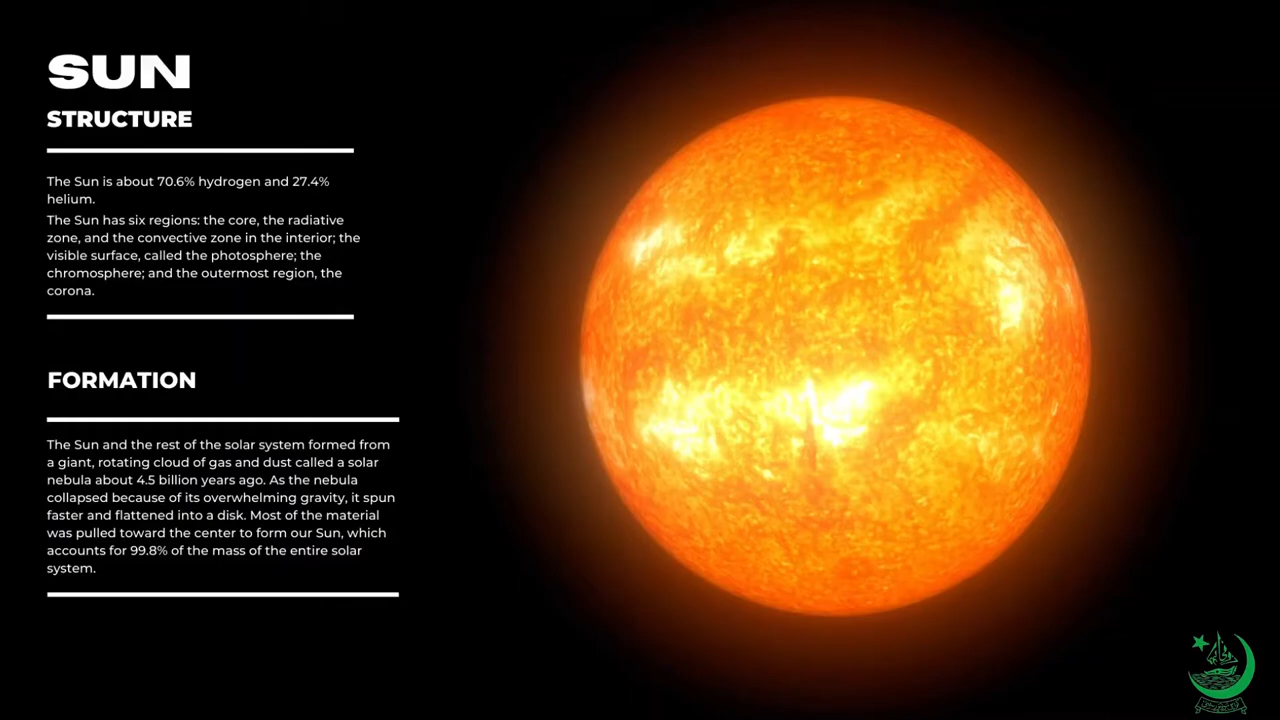 SUN
STRUCTURE
The Sun is about 70.6% hydrogen and 27.4%
helium.
The Sun has six regions: the core, the radiative
zone, and the convective zone in the interior; the
visible surface, called the photosphere; the
chromosphere; and the outermost region, the
corona.
FORMATION
The Sun and the rest of the solar system formed from
a giant, rotating cloud of gas and dust called a solar
nebula about 4.5 billion years ago. As the nebula
collapsed because of its overwhelming gravity, it spun
faster and flattened into a disk. Most of the material
was pulled toward the center to form our Sun, which
accounts for 99.8% of the mass of the entire solar
system.